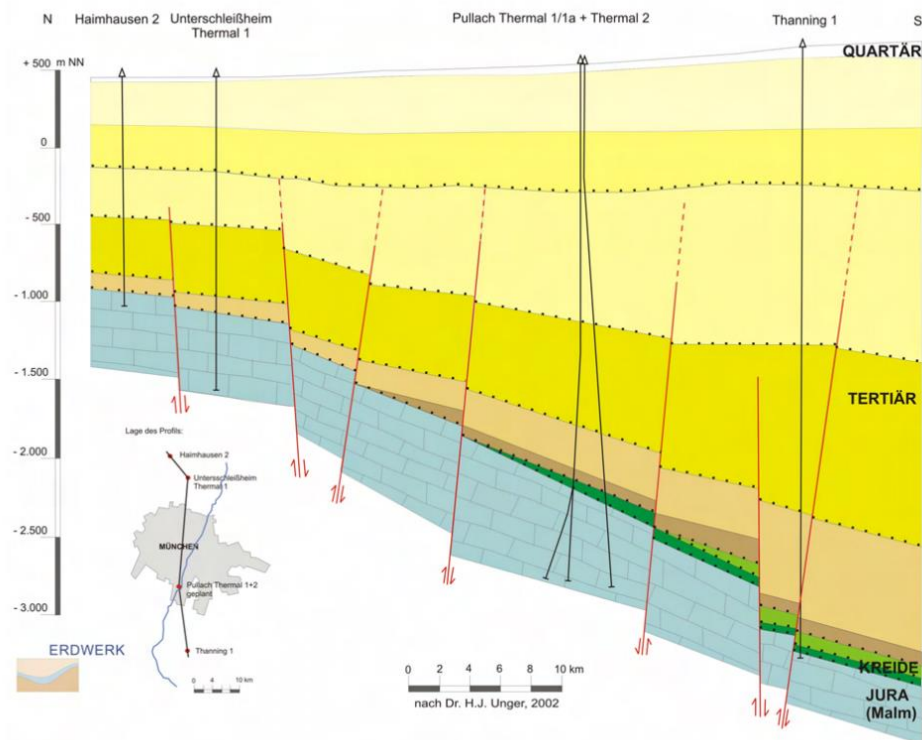 N
Haimhausen 2
Unterschleißheim
Thermal 1
Pullach Thermal 1/1a + Thermal 2
Thanning 1
S
QUARTÄR
+ 500 m NN
0
- 500
- 1.000
- 1.500
- 2.000
- 2.500
- 3.000
TERTIÄR
KREIDE
JURA
(Malm)
Lage des Profils:
Haimhausen 2
Unterschleißheim
Thermal 1
MÜNCHEN
Pullach Thermal 1+2
geplant
Thanning 1
0 4 10 km
ERDWERK
0 2 4 6 8 10 km
nach Dr. H.J. Unger, 2002